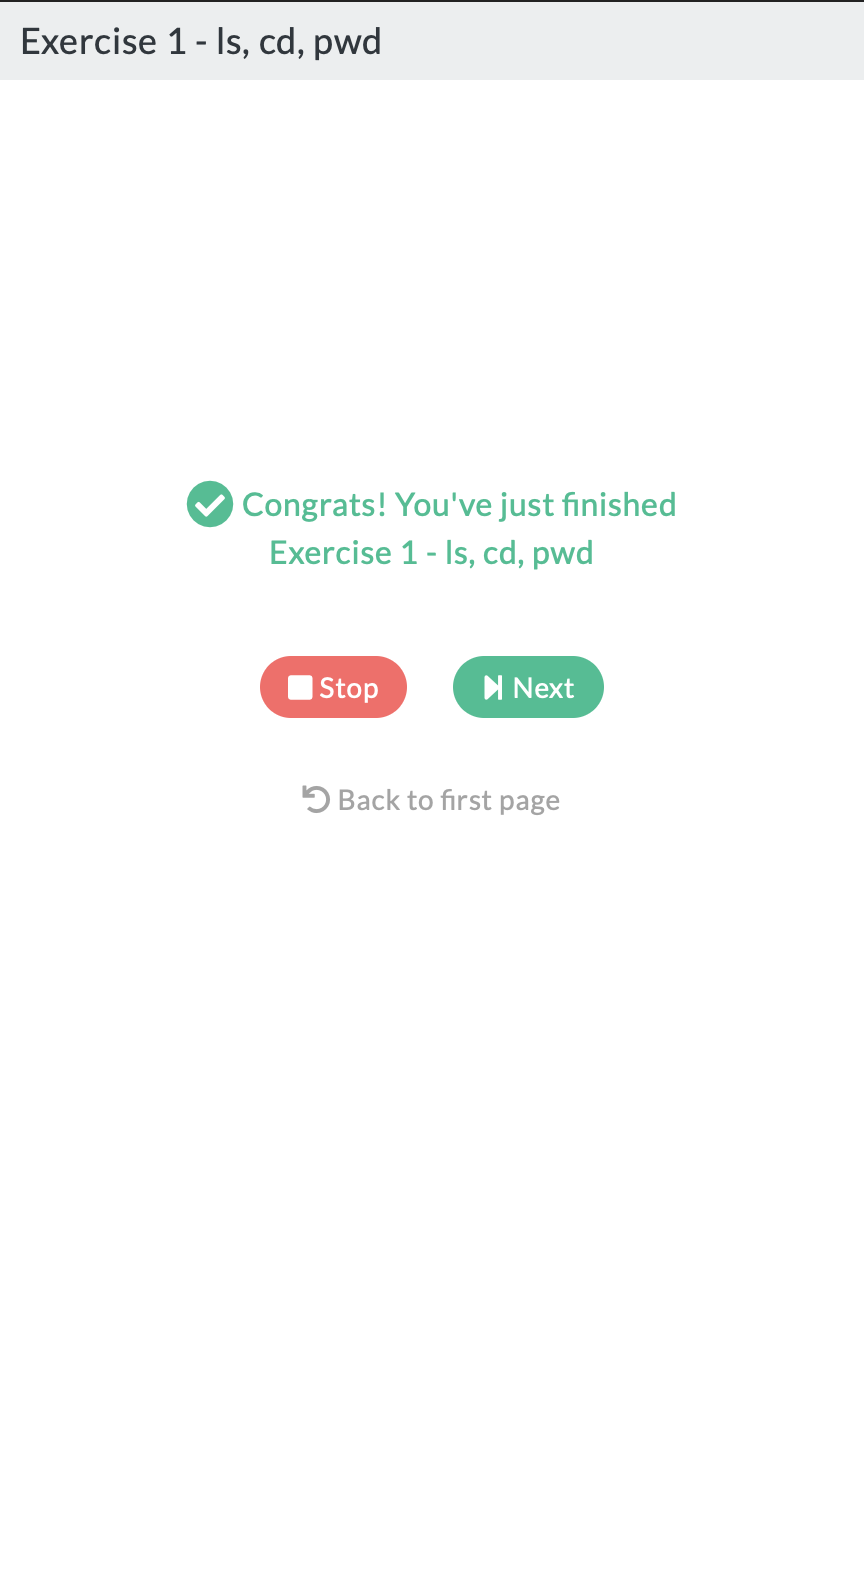 Exercise 1 - ls, cd, pwd
Congrats! You've just finished
Exercise 1 - ls, cd, pwd
Stop
Next
Back to first page